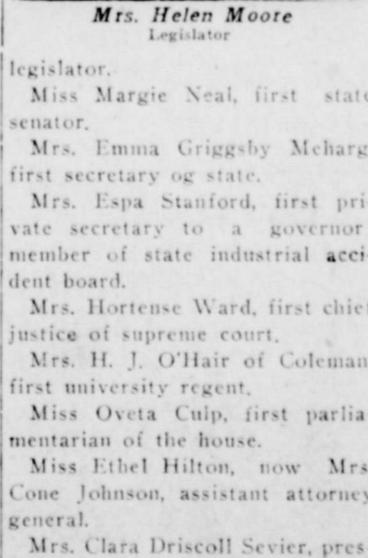 Mrs. Helen Moore
Legislator
legislator.
Miss Margie Neal, first state
senator.
Mrs. Emma Griggsby Mcharg
first secretary og state.
Mrs. Espa Stanford, first pri-
vate secretary to a governor
member of state industrial acci-
dent board.
Mrs. Hortense Ward, first chief
justice of supreme court.
Mrs. H. J. O'Hair of Coleman
first university regent.
Miss Oveta Culp, first parlia-
mentarian of the house.
Miss Ethel Hilton, now Mrs
Cone Johnson, assistant attorney
general.
Mrs. Clara Driscoll Sevier, pres-